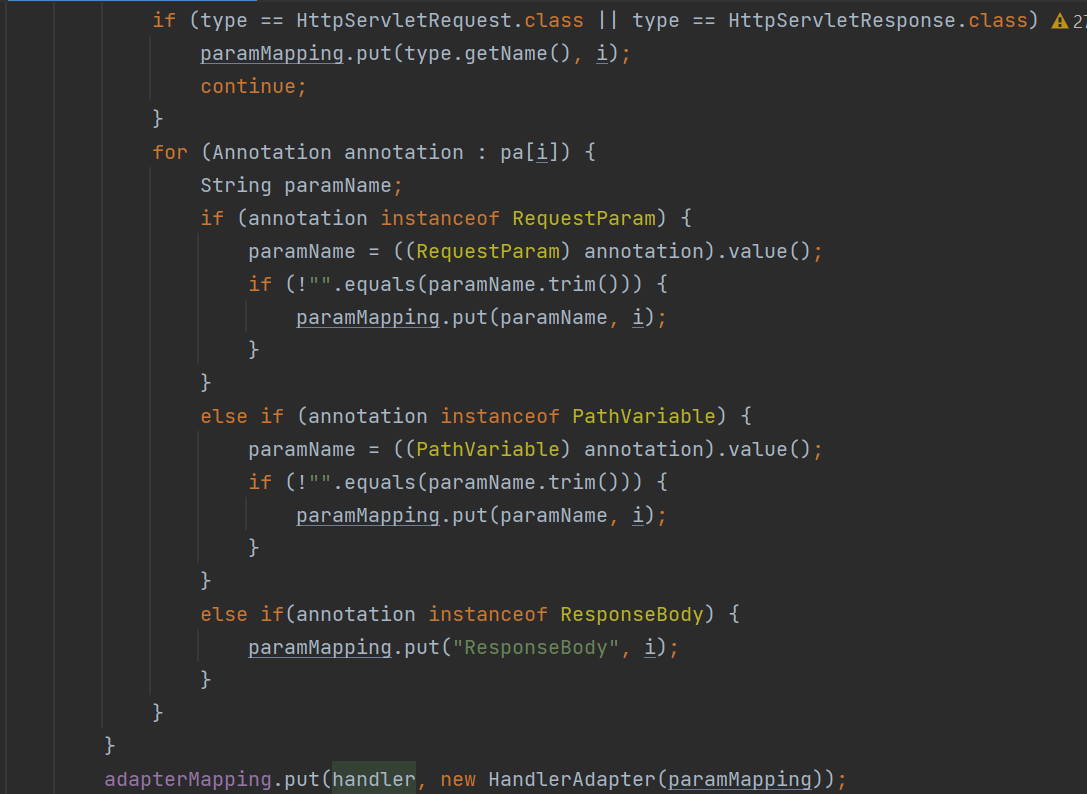 if (type == HttpServletRequest.class || type == HttpServletResponse.class) 27
paramMapping.put(type.getName(), i);
continue;
}
for (Annotation annotation : pa[i]) {
String paramName;
if (annotation instanceof RequestParam) {
paramName = ((RequestParam) annotation).value();
if (!"".equals(paramName.trim())) {
paramMapping.put(paramName, i);
}
}
else if (annotation instanceof PathVariable) {
paramName = ((PathVariable) annotation).value();
if (!"".equals(paramName.trim())) {
paramMapping.put(paramName, i);
}
}
else if(annotation instanceof ResponseBody) {
paramMapping.put("ResponseBody", i);
}
}
}
adapterMapping.put(handler, new HandlerAdapter(paramMapping));